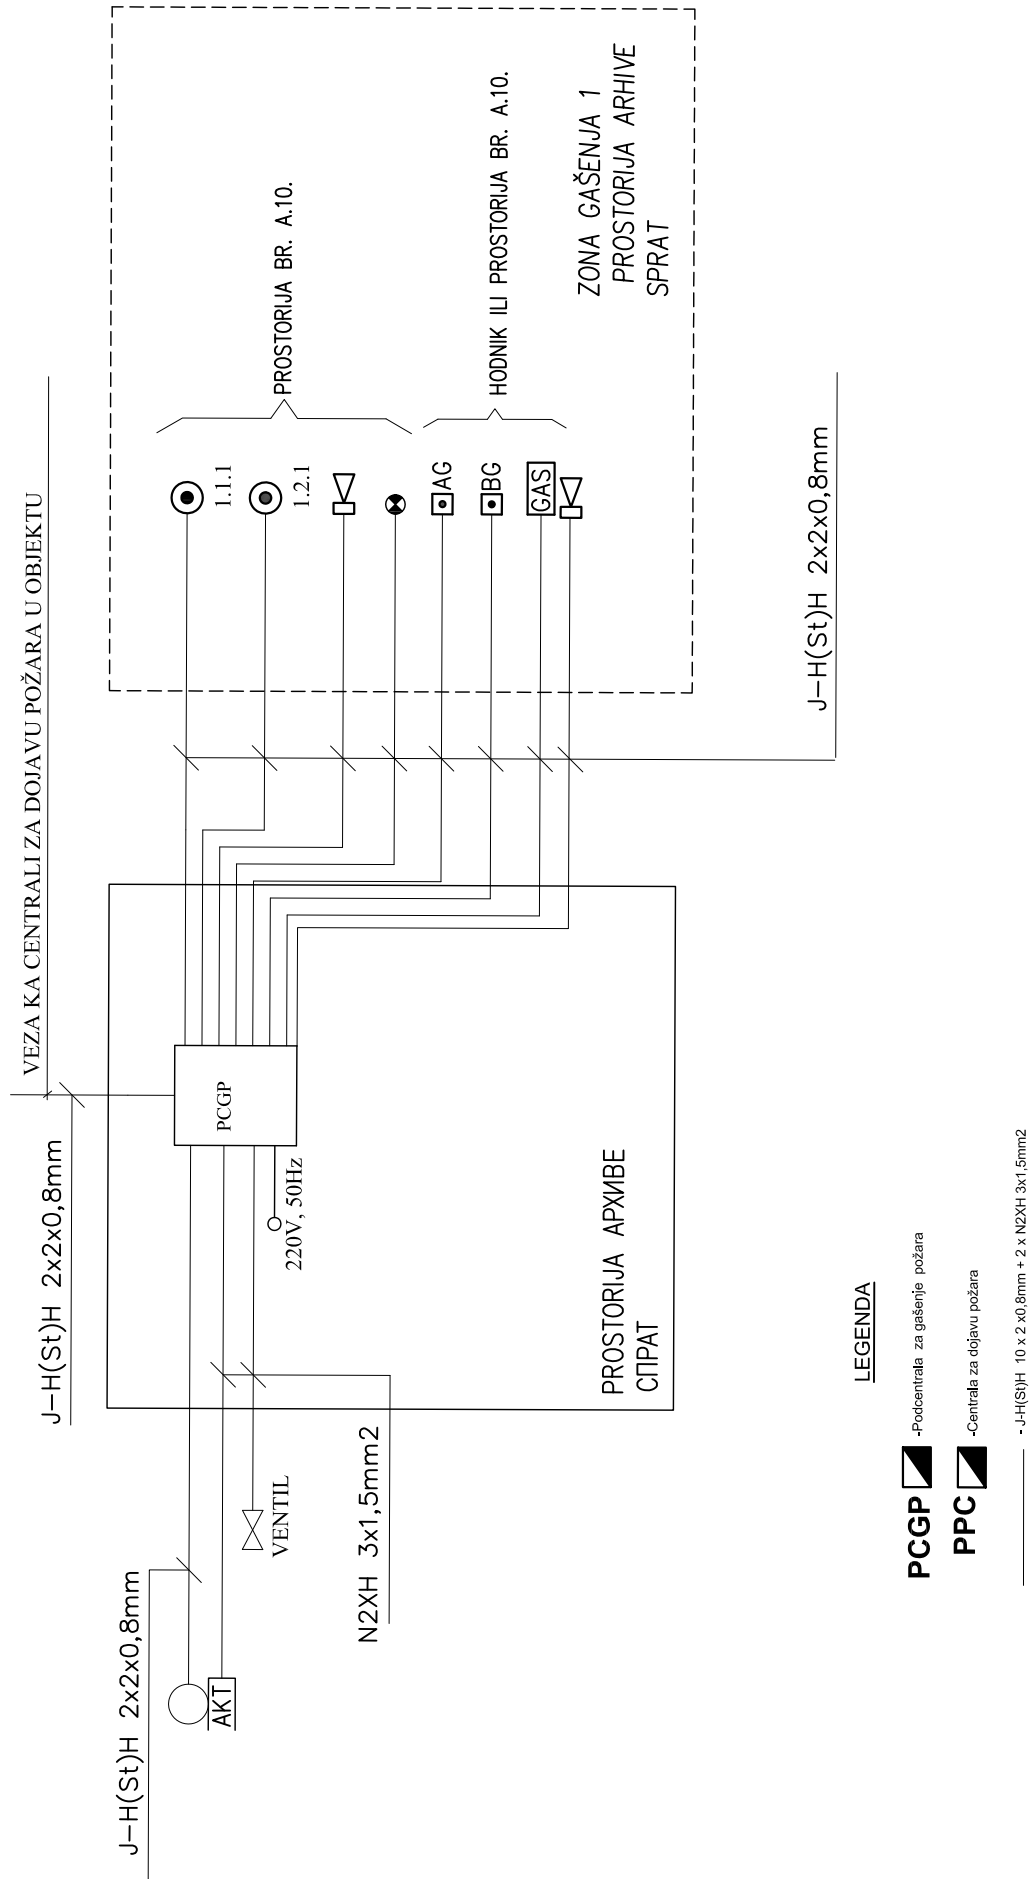 VEZA KA CENTRALI ZA DOJAVU POŽARA U OBJEKTU
J-H(St)H 2x2x0,8mm
J-H(St)H 2x2x0,8mm
AKT
VENTIL
N2XH 3x1,5mm2
PCGP
220V, 50Hz
PROSTORIJA АРХИВЕ
СПРАТ
1.1.1
1.2.1
AG
BG
GAS
PROSTORIJA BR. A.10.
HODNIK ILI PROSTORIJA BR. A.10.
ZONA GAŠENJA 1
PROSTORIJA ARHIVE
SPRAT
J-H(St)H 2x2x0,8mm
LEGENDA
PCGP -Podcentrala za gašenje požara
PPC -Centrala za dojavu požara
- J-H(St)H 10 x 2 x0,8mm + 2 x N2XH 3x1,5mm2